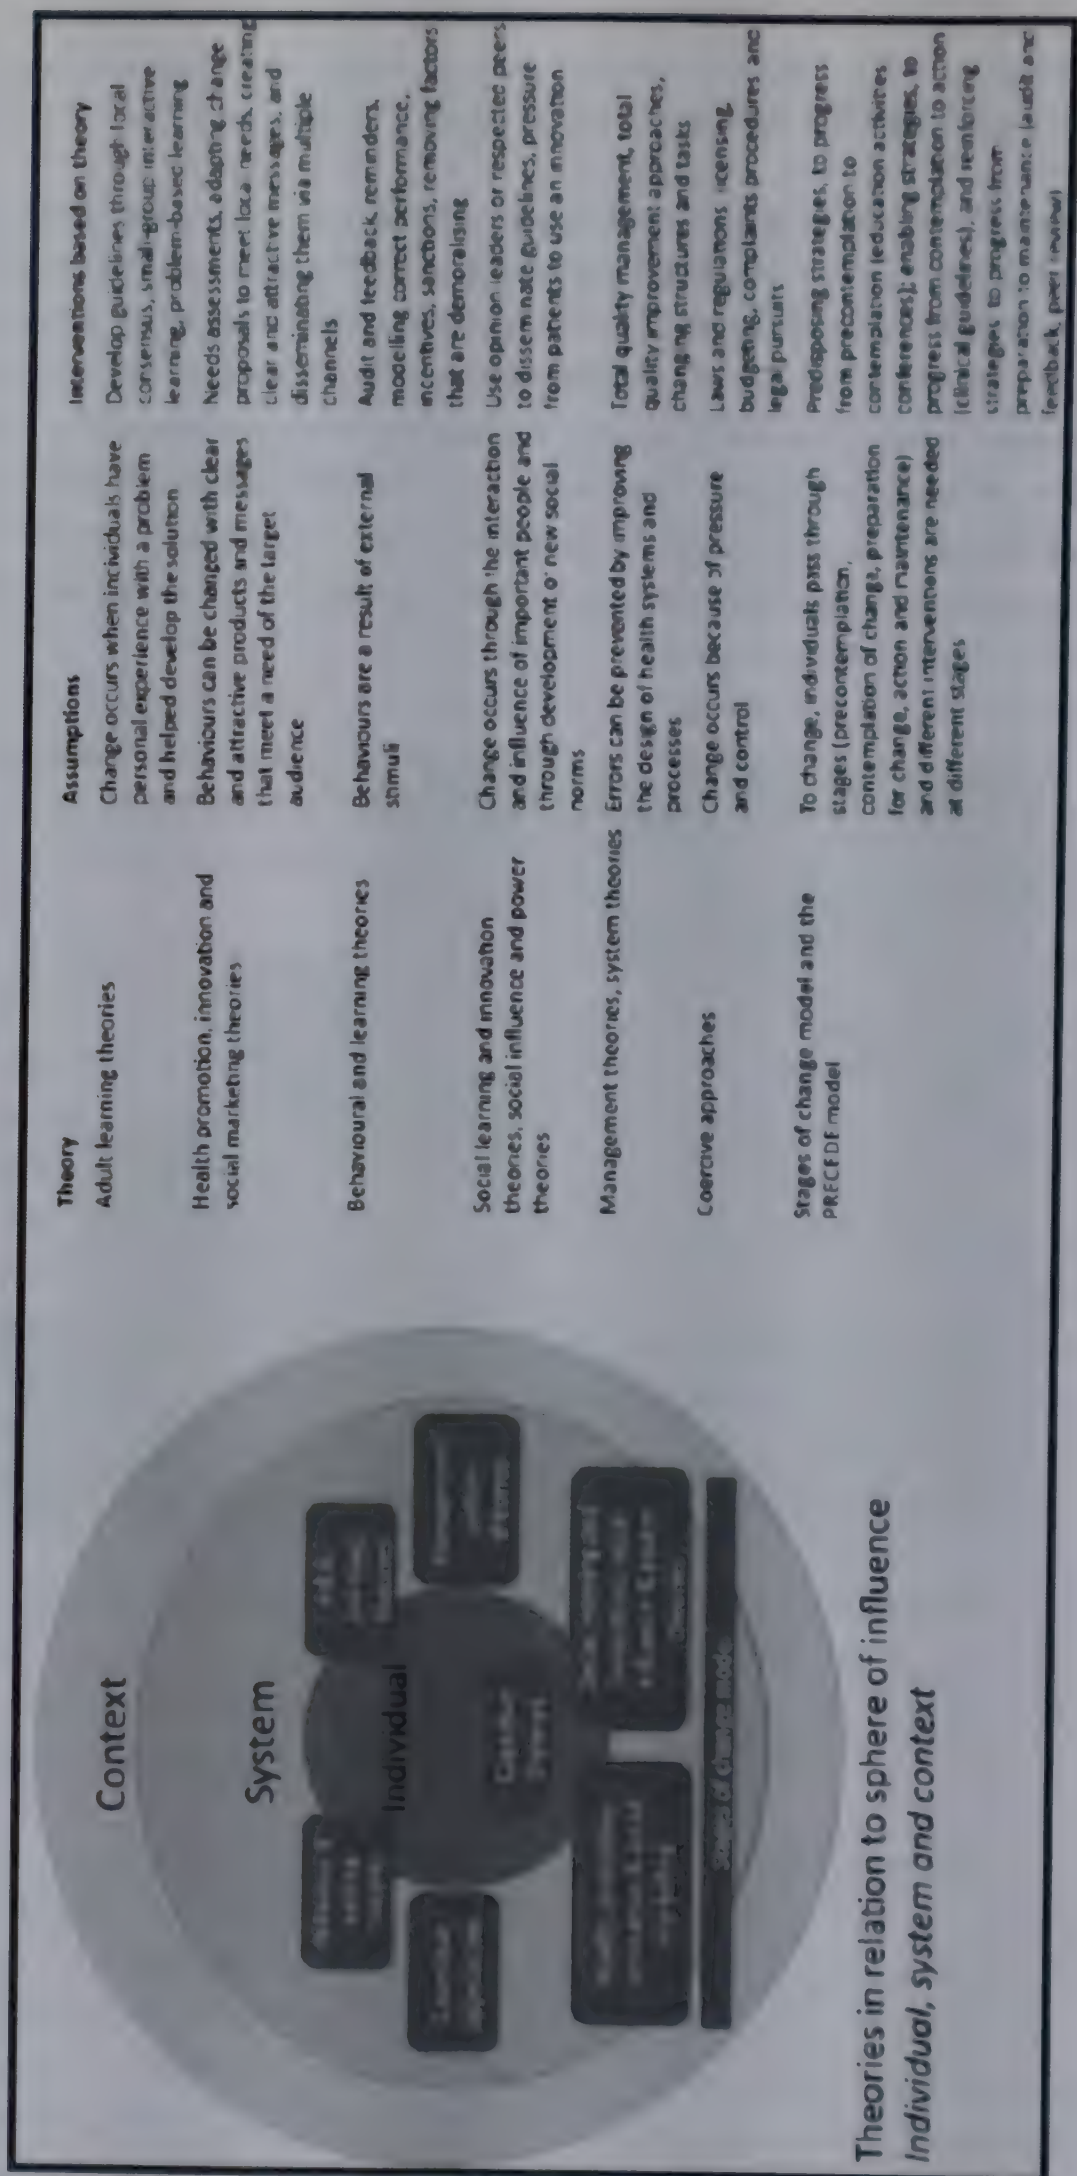 Context
System
Individual
Stages of change model
Theories in relation to sphere of influence
Individual, system and context
Theory
Assumptions
Interventions based on theory
Adult learning theories
Change occurs when individuals have
personal experience with a problem
and helped develop the solution
Develop guidelines through local
consensus, small-group interactive
learning, problem-based learning
Health promotion, innovation and
social marketing theories
Behaviours can be changed with clear
and attractive products and messages
that meet a need of the target
audience
Needs assessments, adapting change
proposals to meet local needs, creating
clear and attractive messages, and
disseminating them via multiple
channels
Behavioural and learning theories
Behaviours are a result of external
stimuli
Audit and feedback, reminders,
modelling correct performance,
incentives, sanctions, removing factors
that are demoralising
Social learning and innovation
theories, social influence and power
theories
Change occurs through the interaction
and influence of important people and
through development of new social
norms
Use opinion leaders or respected peers
to disseminate guidelines, pressure
from patients to use an innovation
Management theories, system theories
Errors can be prevented by improving
the design of health systems and
processes
Total quality management, total
quality improvement approaches,
changing structures and tasks
Coercive approaches
Change occurs because of pressure
and control
Laws and regulations, licensing,
budgeting, complaints procedures and
legal pursuits
Stages of change model and the
PRECEDE model
To change, individuals pass through
stages (precontemplation,
contemplation of change, preparation
for change, action and maintenance)
and different interventions are needed
at different stages
Predisposing strategies, to progress
from precontemplation to
contemplation (education activities
conferences); enabling strategies, to
progress from contemplation to action
(clinical guidelines), and reinforcing
strategies to progress from
preparation to maintenance (audit and
feedback, peer review)